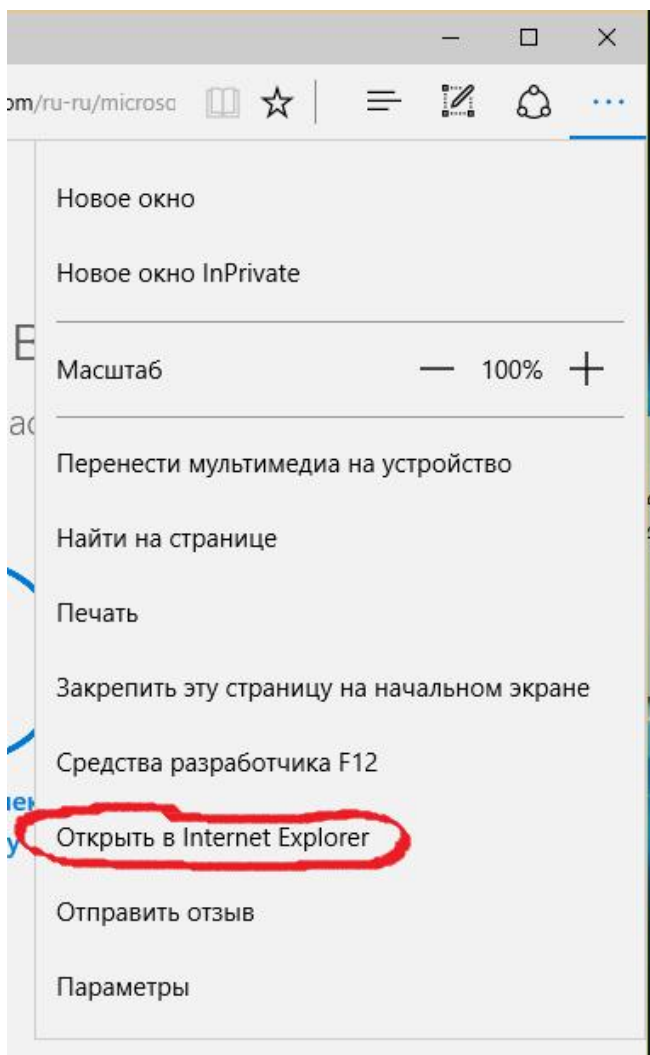 om/ru-ru/microsc
Новое окно
Новое окно InPrivate
Масштаб — 100% +
Перенести мультимедиа на устройство
Найти на странице
Печать
Закрепить эту страницу на начальном экране
Средства разработчика F12
Открыть в Internet Explorer
Отправить отзыв
Параметры